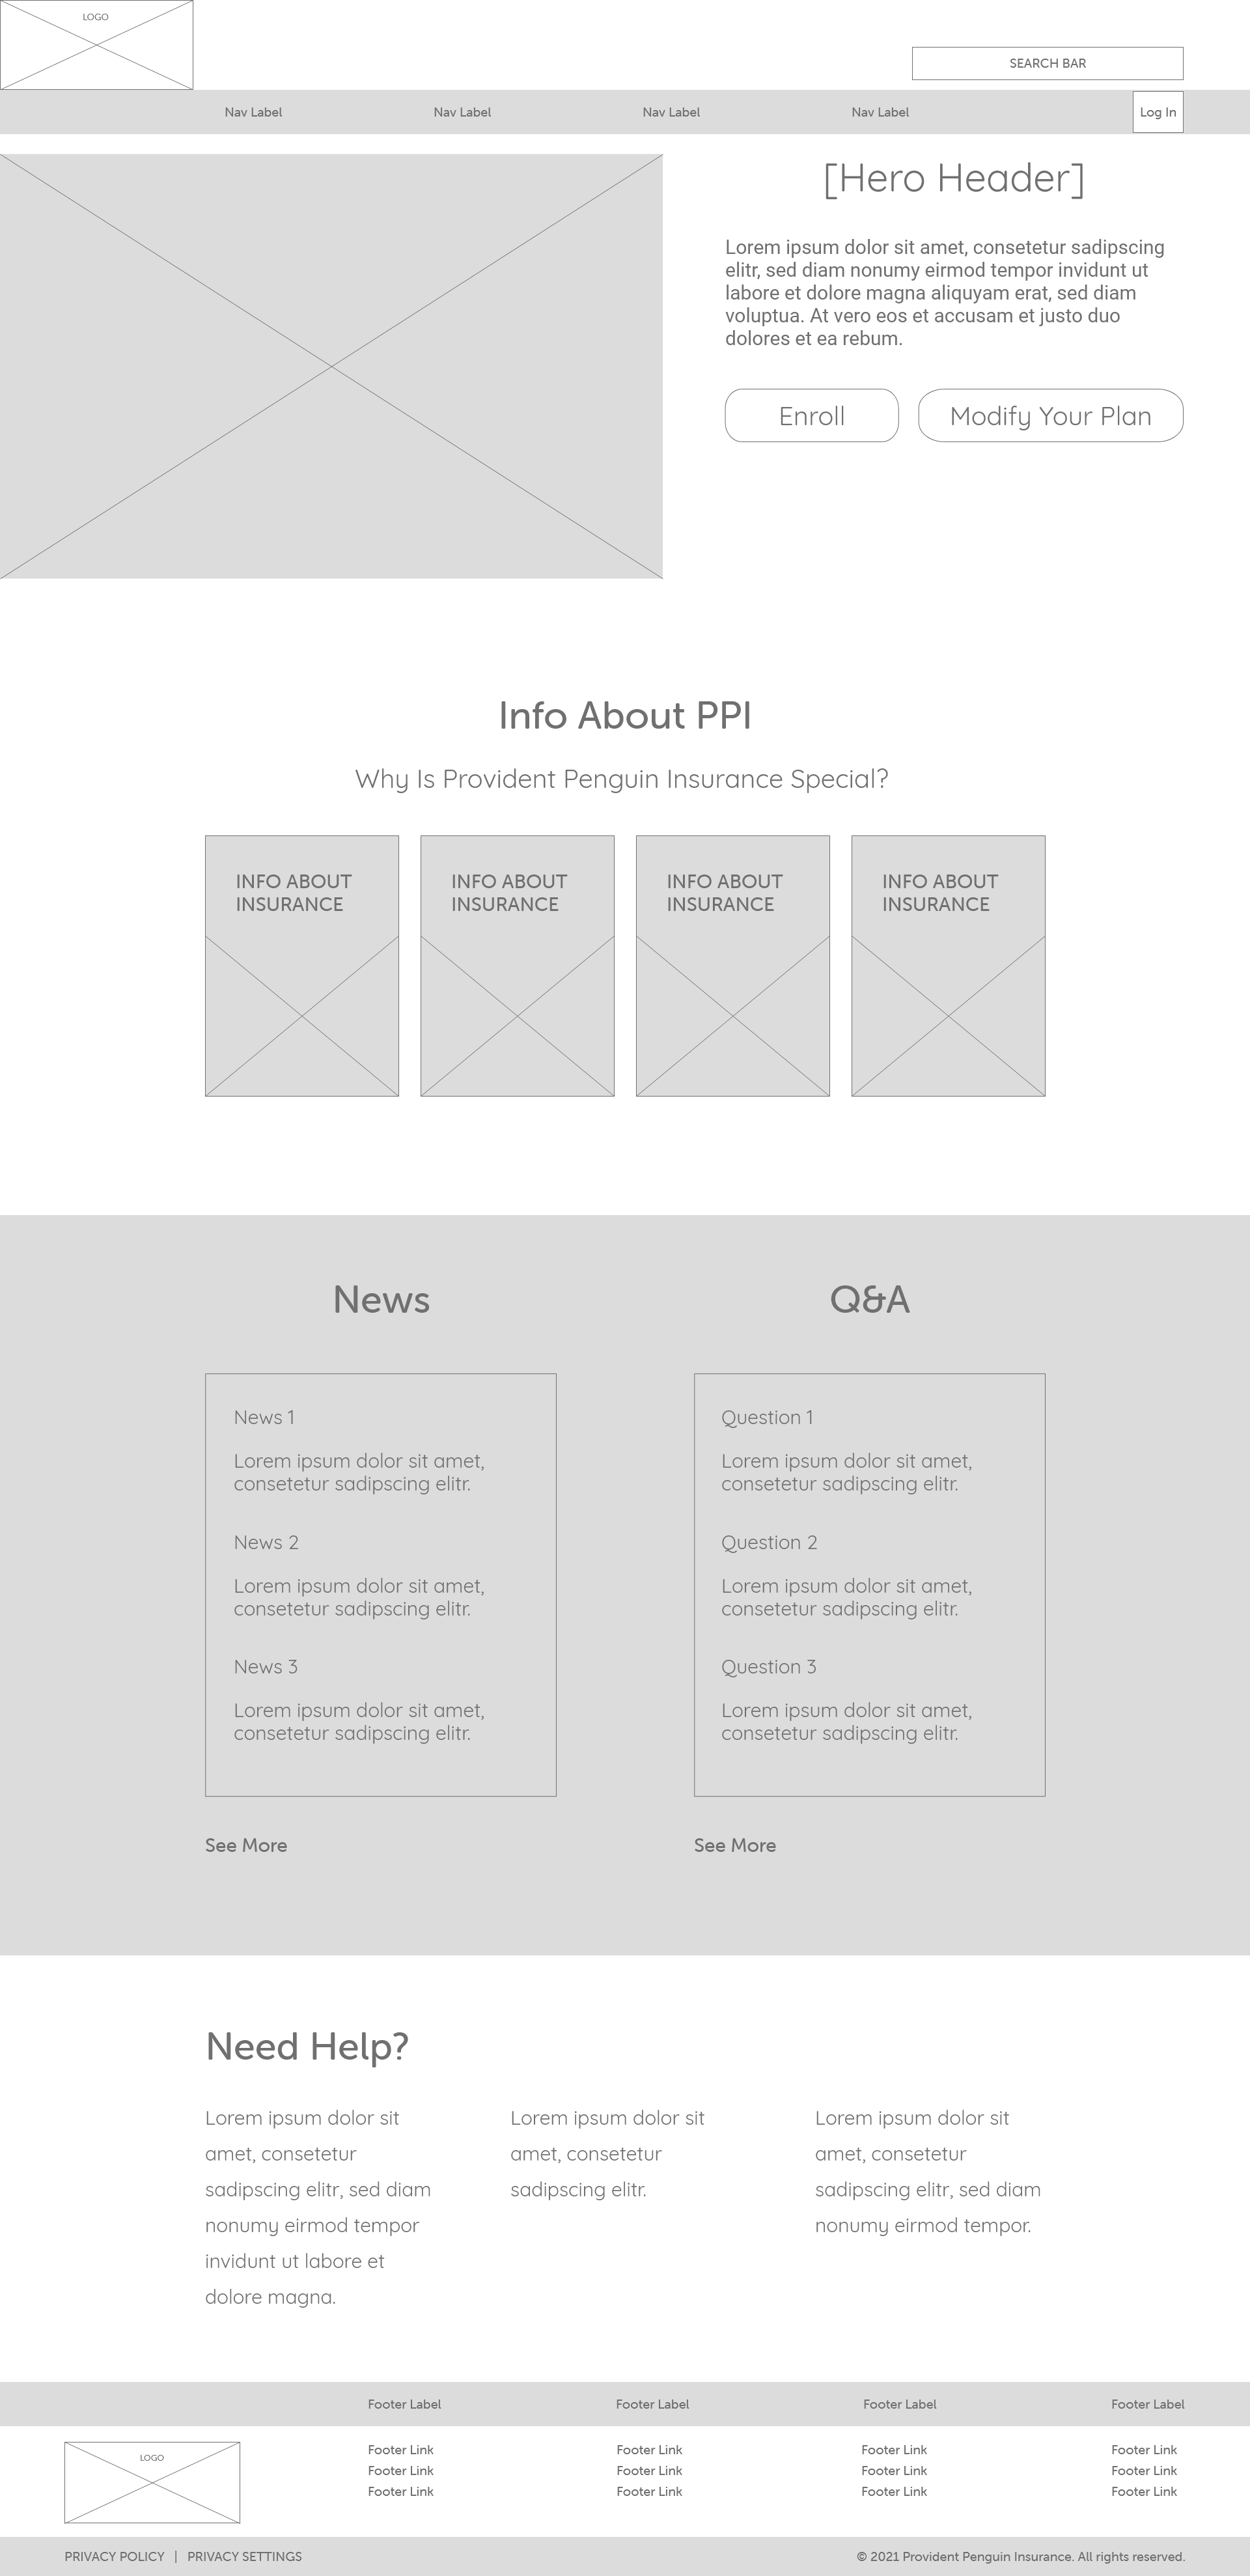 LOGO
SEARCH BAR
Nav Label
Nav Label
Nav Label
Nav Label
Log In
[Hero Header]
Lorem ipsum dolor sit amet, consetetur sadipscing
elitr, sed diam nonumy eirmod tempor invidunt ut
labore et dolore magna aliquyam erat, sed diam
voluptua. At vero eos et accusam et justo duo
dolores et ea rebum.
Enroll
Modify Your Plan
Info About PPI
Why Is Provident Penguin Insurance Special?
INFO ABOUT
INSURANCE
INFO ABOUT
INSURANCE
INFO ABOUT
INSURANCE
INFO ABOUT
INSURANCE
News
News 1
Lorem ipsum dolor sit amet,
consetetur sadipscing elitr.
News 2
Lorem ipsum dolor sit amet,
consetetur sadipscing elitr.
News 3
Lorem ipsum dolor sit amet,
consetetur sadipscing elitr.
See More
Q&A
Question 1
Lorem ipsum dolor sit amet,
consetetur sadipscing elitr.
Question 2
Lorem ipsum dolor sit amet,
consetetur sadipscing elitr.
Question 3
Lorem ipsum dolor sit amet,
consetetur sadipscing elitr.
See More
Need Help?
Lorem ipsum dolor sit
amet, consetetur
sadipscing elitr, sed diam
nonumy eirmod tempor
invidunt ut labore et
dolore magna.
Lorem ipsum dolor sit
amet, consetetur
sadipscing elitr.
Lorem ipsum dolor sit
amet, consetetur
sadipscing elitr, sed diam
nonumy eirmod tempor.
LOGO
Footer Label
Footer Link
Footer Link
Footer Link
Footer Label
Footer Link
Footer Link
Footer Link
Footer Label
Footer Link
Footer Link
Footer Link
Footer Label
Footer Link
Footer Link
Footer Link
PRIVACY POLICY | PRIVACY SETTINGS
© 2021 Provident Penguin Insurance. All rights reserved.